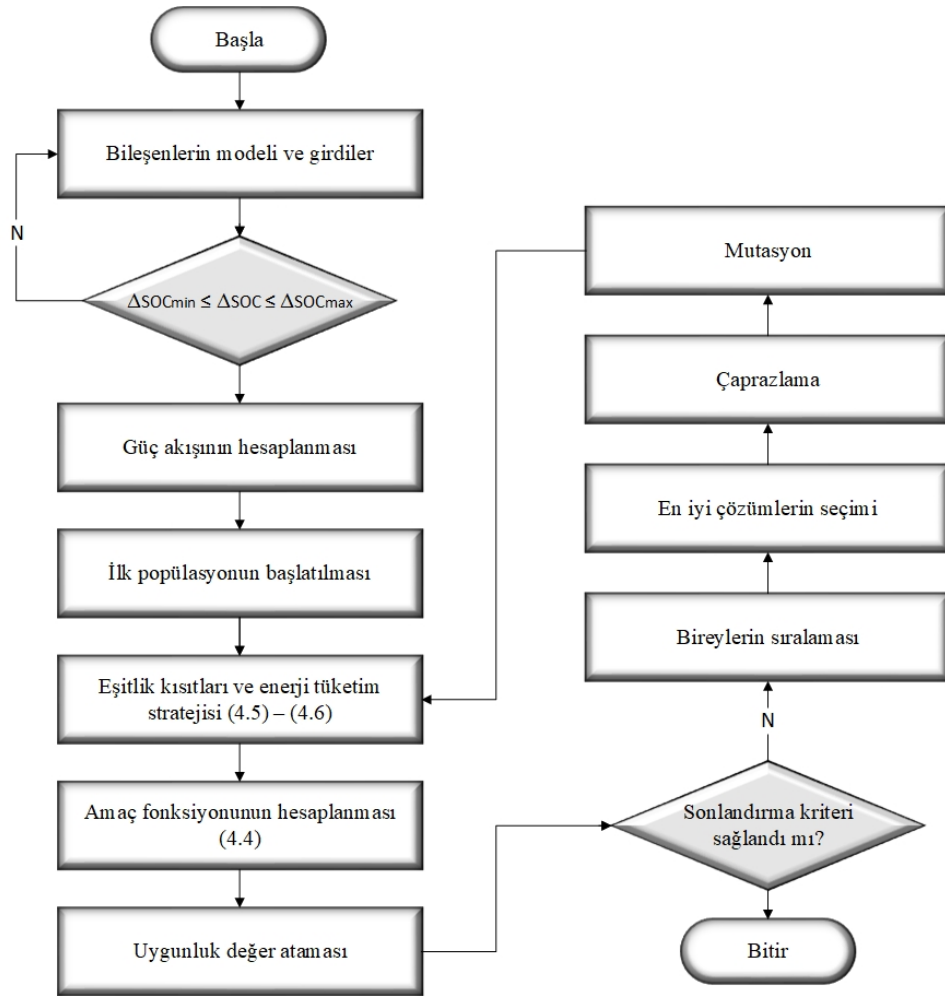 Başla
Bileşenlerin modeli ve girdiler
N
ΔSOCmin ≤ ΔSOC ≤ ΔSOCmax
Güç akışının hesaplanması
İlk popülasyonun başlatılması
Eşitlik kısıtları ve enerji tüketim
stratejisi (4.5) – (4.6)
Amaç fonksiyonunun hesaplanması
(4.4)
Uygunluk değer ataması
Mutasyon
Çaprazlama
En iyi çözümlerin seçimi
Bireylerin sıralaması
N
Sonlandırma kriteri
sağlandı mı?
Bitir